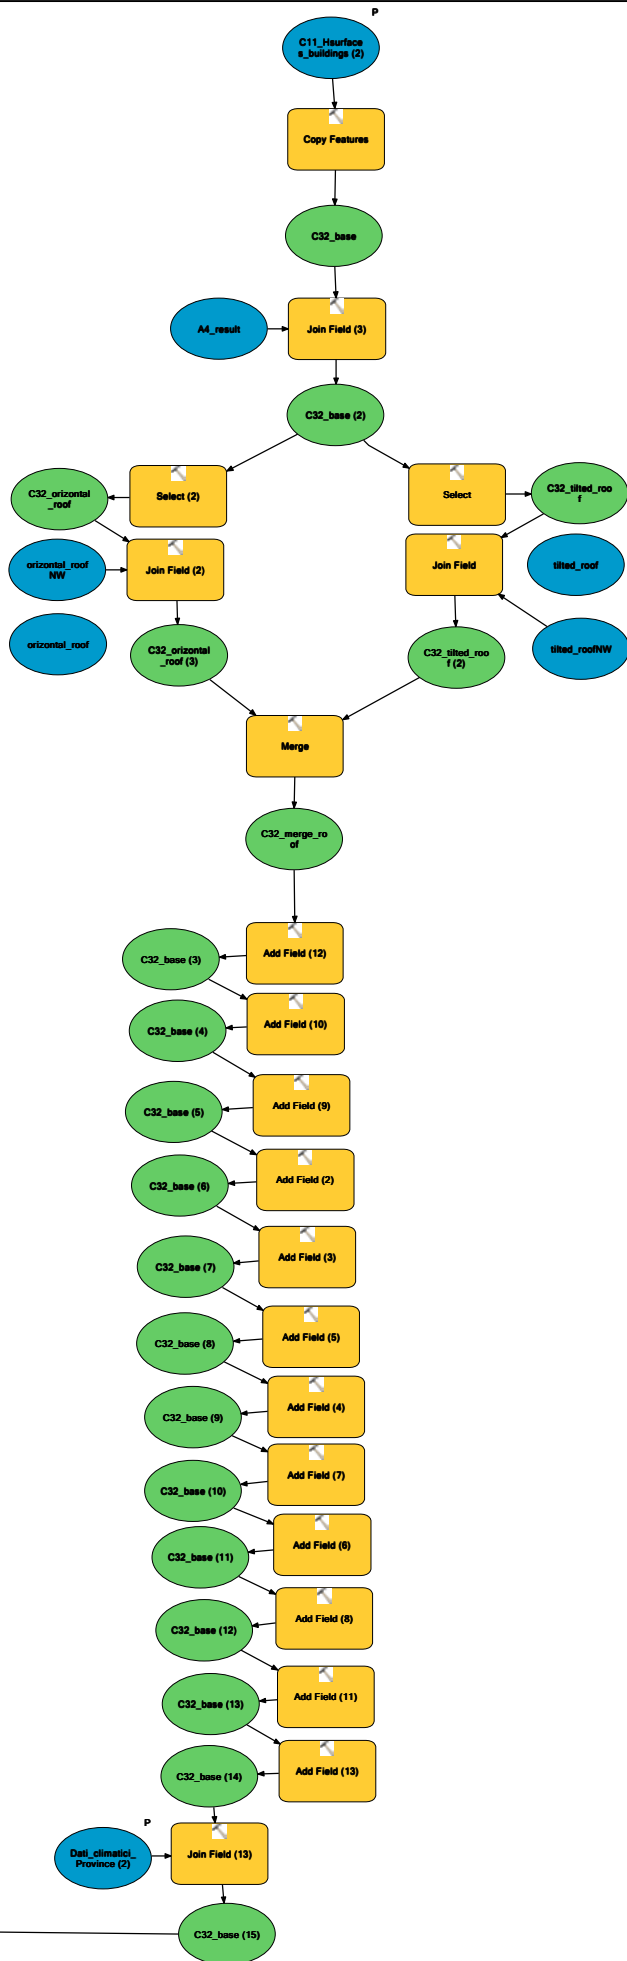 P
C11_Hsurface
s_buildings (2)
Copy Features
C32_base
A4_result
Join Field (3)
C32_base (2)
C32_orizontal
_roof
Select (2)
Select
C32_tilted_roo
f
orizontal_roof
NW
Join Field (2)
Join Field
tilted_roof
orizontal_roof
C32_orizontal
_roof (3)
C32_tilted_roo
f (2)
tilted_roofNW
Merge
C32_merge_ro
of
Add Field (12)
C32_base (3)
Add Field (10)
C32_base (4)
Add Field (9)
C32_base (5)
Add Field (2)
C32_base (6)
Add Field (3)
C32_base (7)
Add Field (5)
C32_base (8)
Add Field (4)
C32_base (9)
Add Field (7)
C32_base (10)
Add Field (6)
C32_base (11)
Add Field (8)
C32_base (12)
Add Field (11)
C32_base (13)
Add Field (13)
C32_base (14)
P
Dati_climatici_
Province (2)
Join Field (13)
C32_base (15)